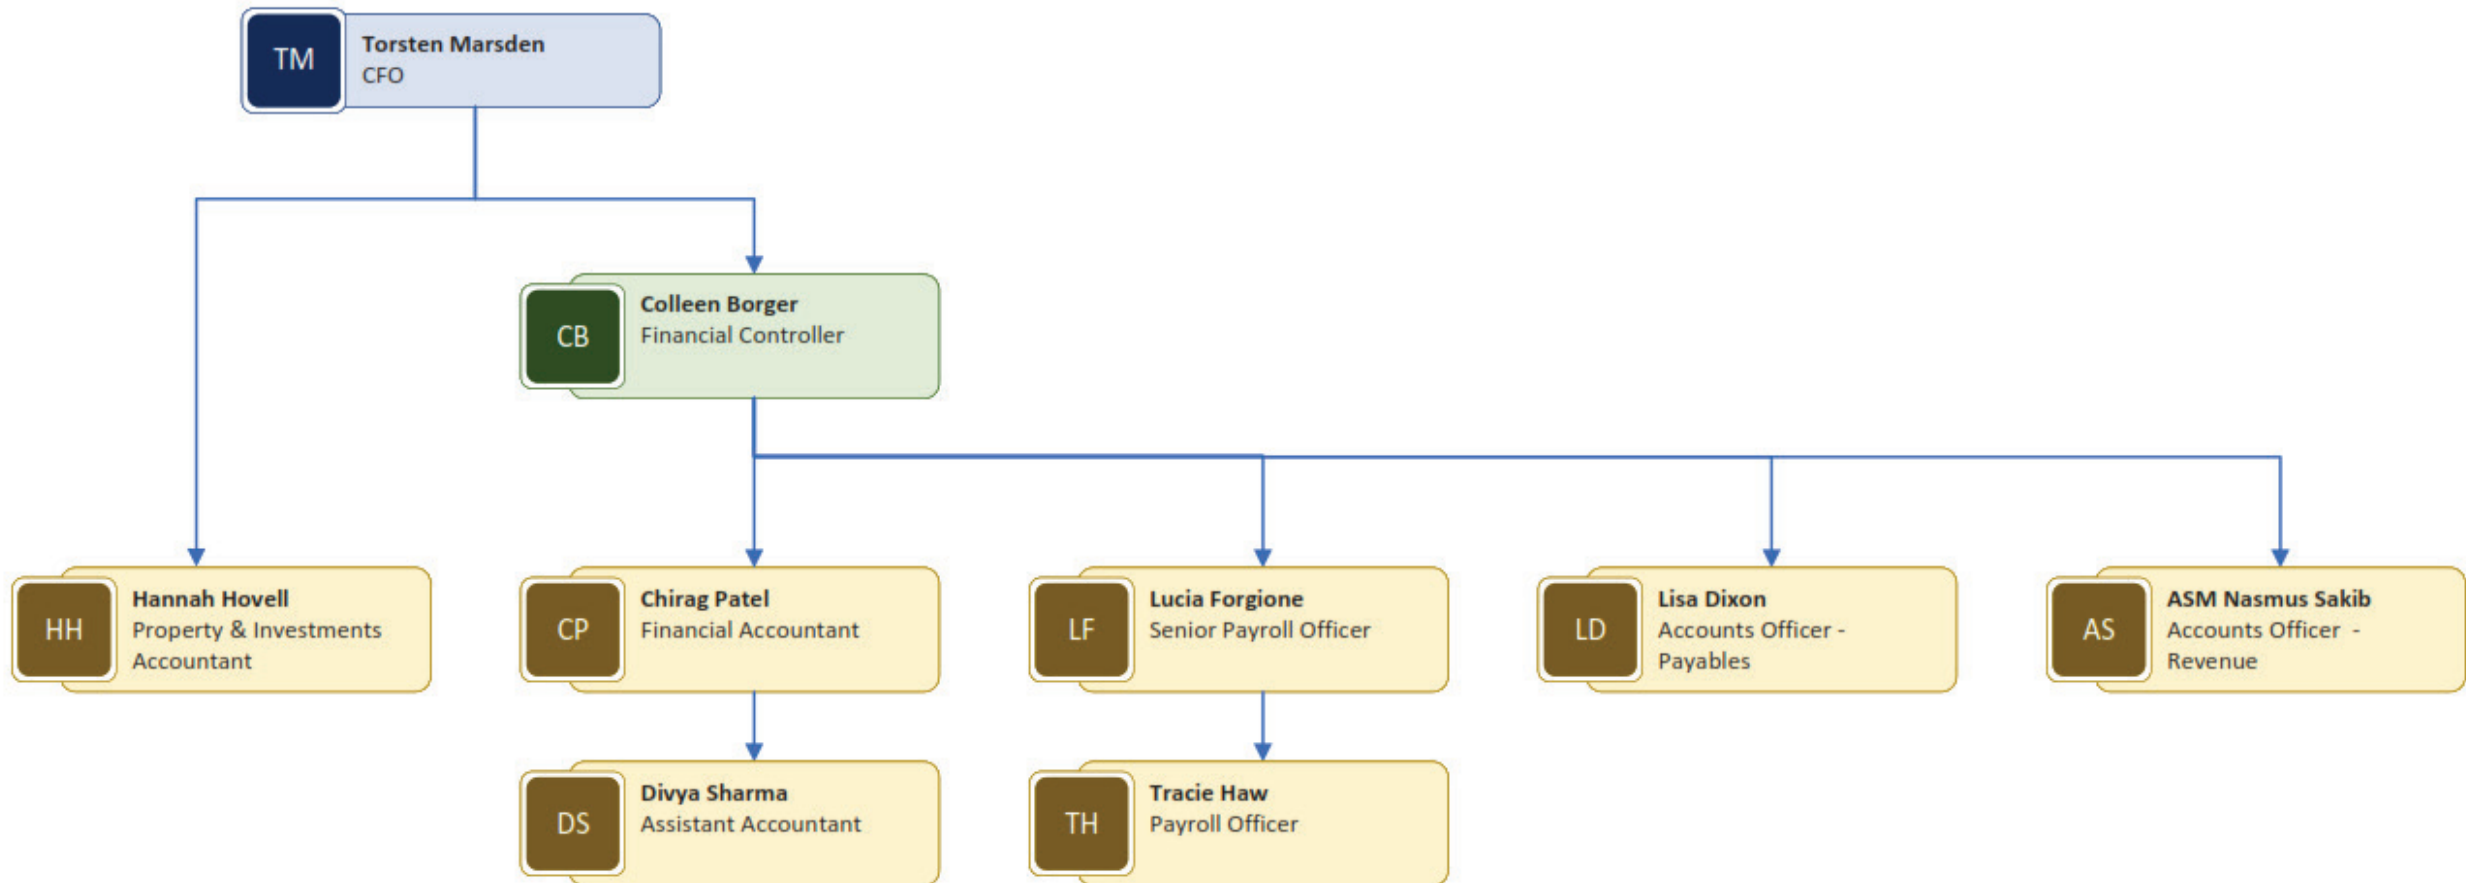 TM
Torsten Marsden
CFO
CB
Colleen Borger
Financial Controller
HH
Hannah Hovell
Property & Investments
Accountant
CP
Chirag Patel
Financial Accountant
LF
Lucia Forgione
Senior Payroll Officer
LD
Lisa Dixon
Accounts Officer -
Payables
AS
ASM Nasmus Sakib
Accounts Officer  -
Revenue
DS
Divya Sharma
Assistant Accountant
TH
Tracie Haw
Payroll Officer